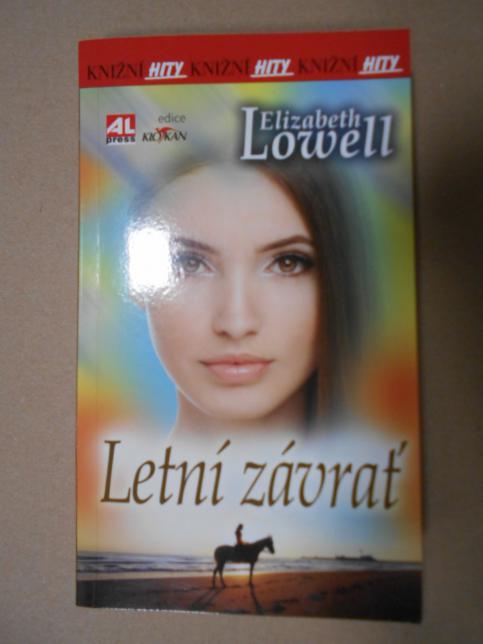 KNIŽNÍ HITY KNIŽNÍ HITY KNIŽNÍ HITY
AL press
edice
KLOKAN
Elizabeth
Lowell
Letní závrať